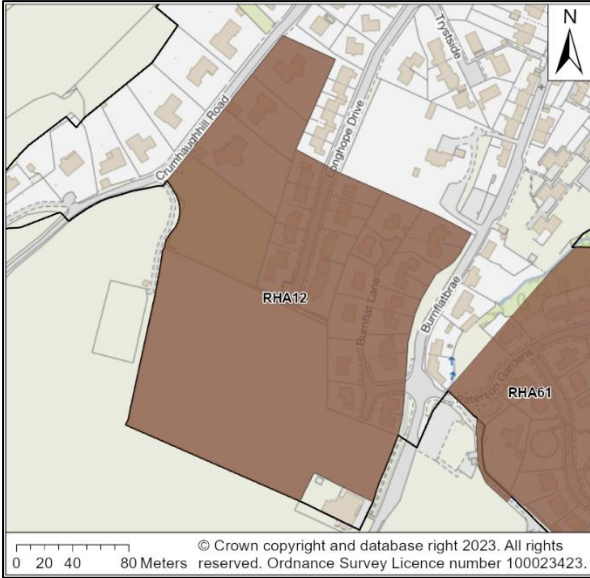 N
Trystside
Longhope Drive
Crumhaughhill Road
RHA12
Burnflat Lane
Burnflatbrae
Paterson Gardens
RHA61
0 20 40 80 Meters
© Crown copyright and database right 2023. All rights
reserved. Ordnance Survey Licence number 100023423.